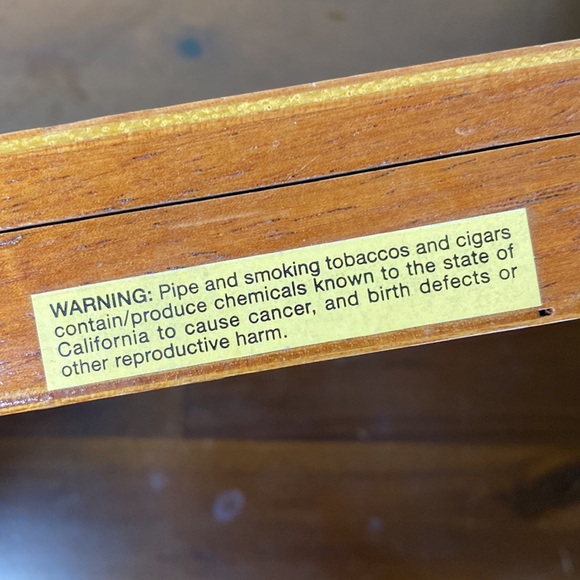 WARNING: Pipe and smoking tobaccos and cigars
contain/produce chemicals known to the state of
California to cause cancer, and birth defects or
other reproductive harm.